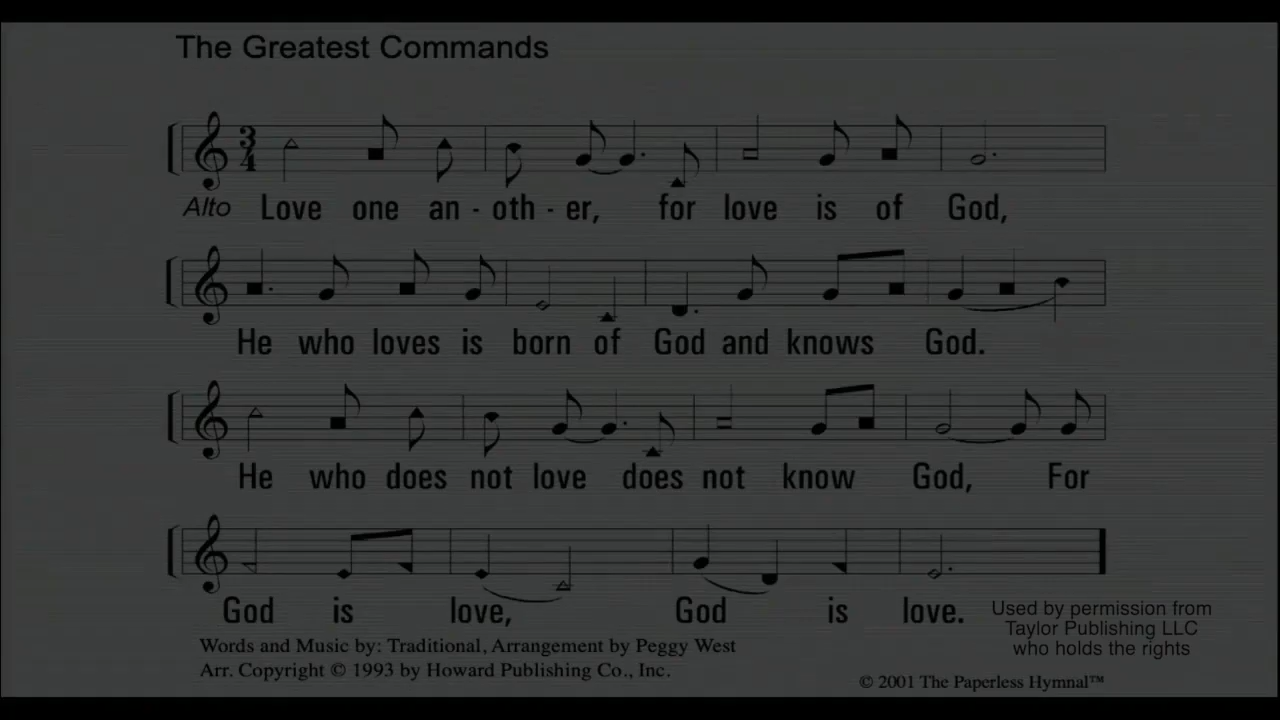 The Greatest Commands
3
4
Alto Love one an - oth - er, for love is of God,
He who loves is born of God and knows God.
He who does not love does not know God, For
God is love, God is love.
Used by permission from
Taylor Publishing LLC
who holds the rights
Words and Music by: Traditional, Arrangement by Peggy West
Arr. Copyright © 1993 by Howard Publishing Co., Inc.
© 2001 The Paperless Hymnal™